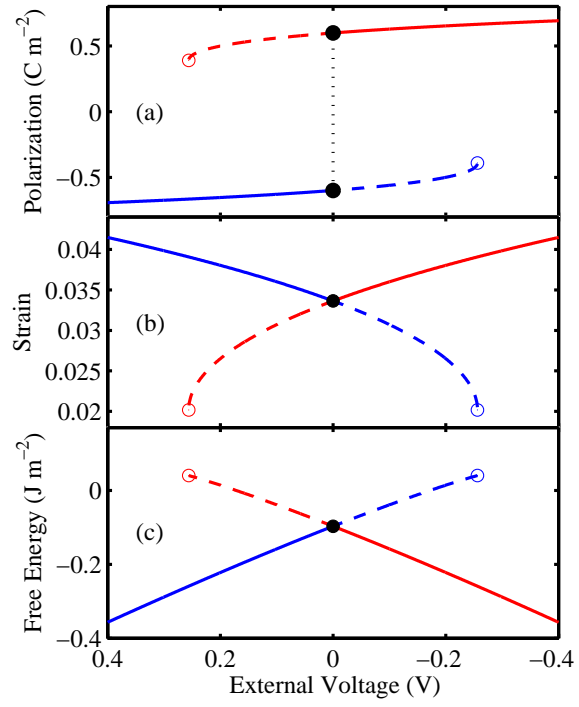 Polarization (C m⁻²)
0.5
0
−0.5
(a)
Strain
0.04
0.035
0.03
0.025
0.02
(b)
Free Energy (J m⁻²)
0
−0.2
−0.4
(c)
0.4 0.2 0 −0.2 −0.4
External Voltage (V)